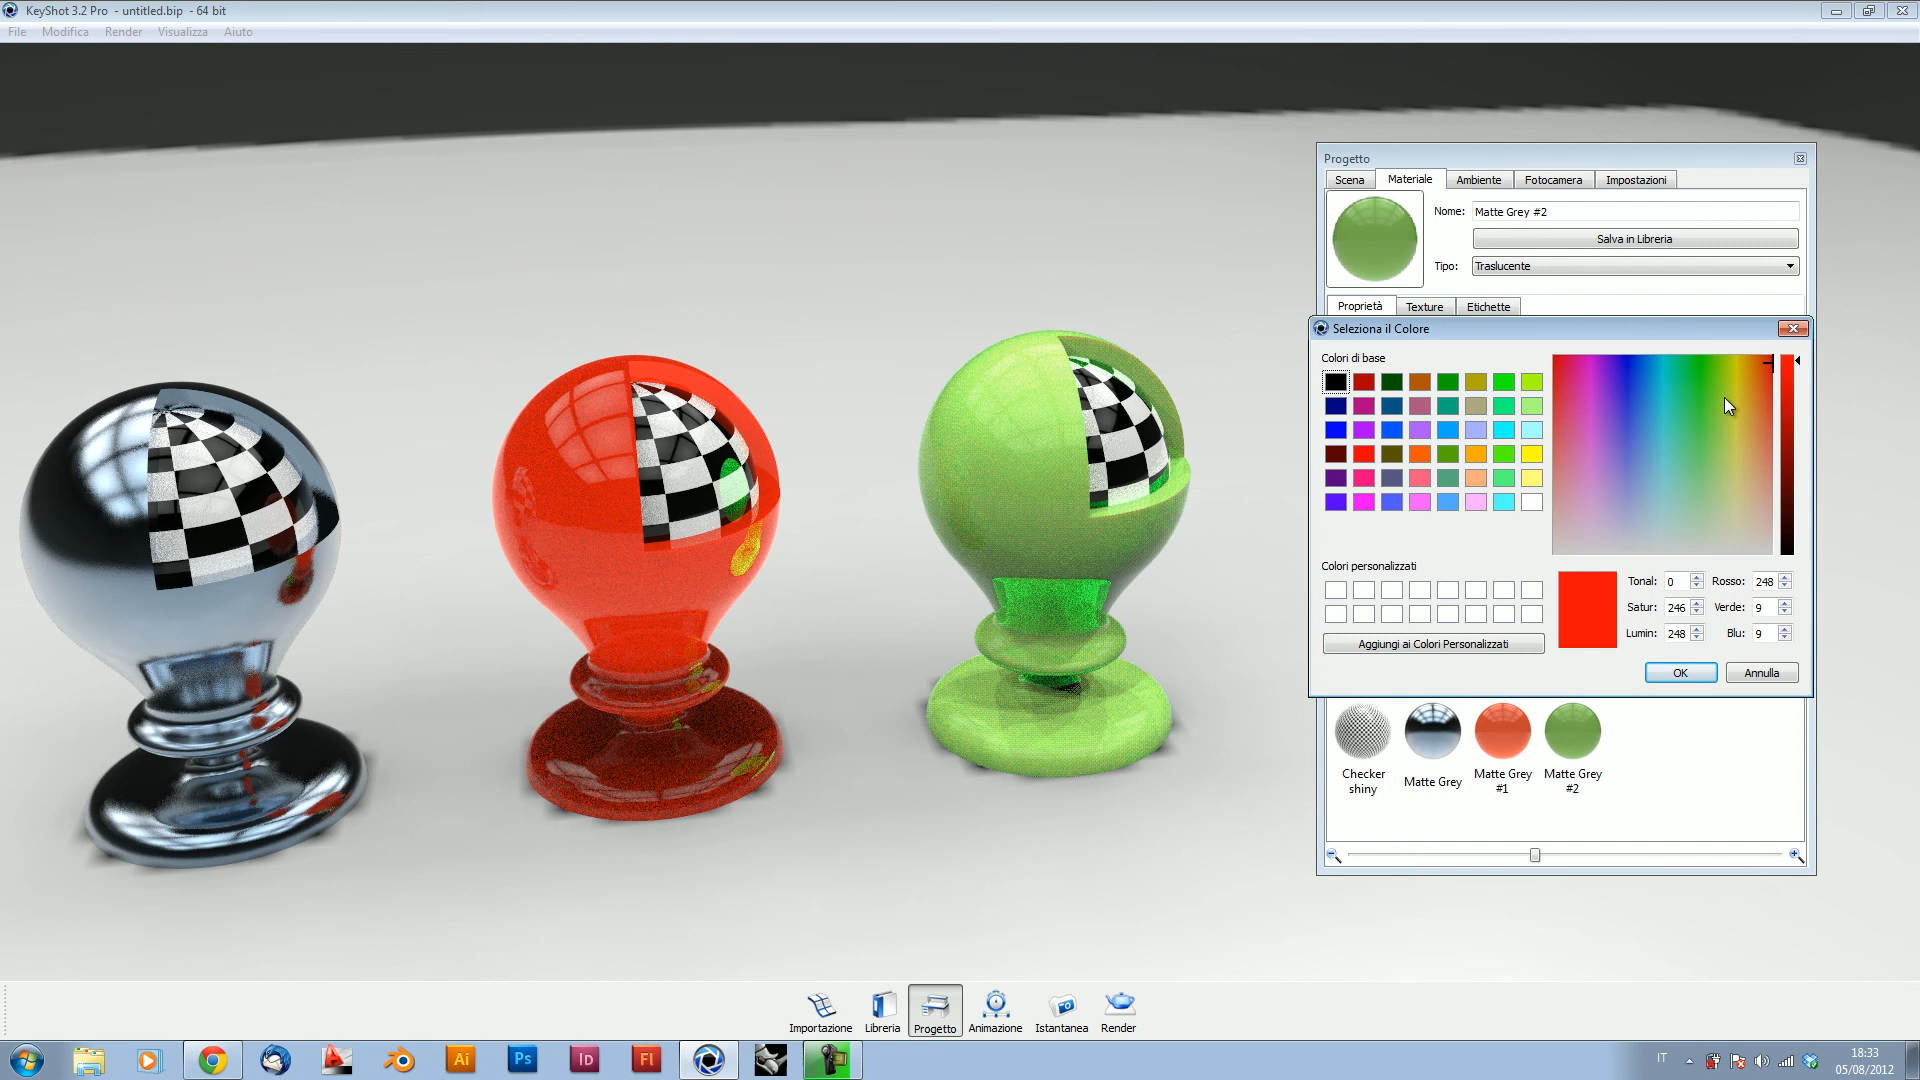 KeyShot 3.2 Pro - untitled.bip - 64 bit
File Modifica Render Visualizza Aiuto
Progetto
Scena Materiale Ambiente Fotocamera Impostazioni
Nome: Matte Grey #2
Salva in Libreria
Tipo: Traslucente
Proprietà Texture Etichette
Seleziona il Colore
Colori di base
Colori personalizzati
Tonal: 0 Rosso: 248
Satur: 246 Verde: 9
Lumin: 248 Blu: 9
Aggiungi ai Colori Personalizzati
OK Annulla
Checker shiny
Matte Grey
Matte Grey #1
Matte Grey #2
Importazione Libreria Progetto Animazione Istantanea Render
Ai Ps Id Fl
IT
18:33
05/08/2012